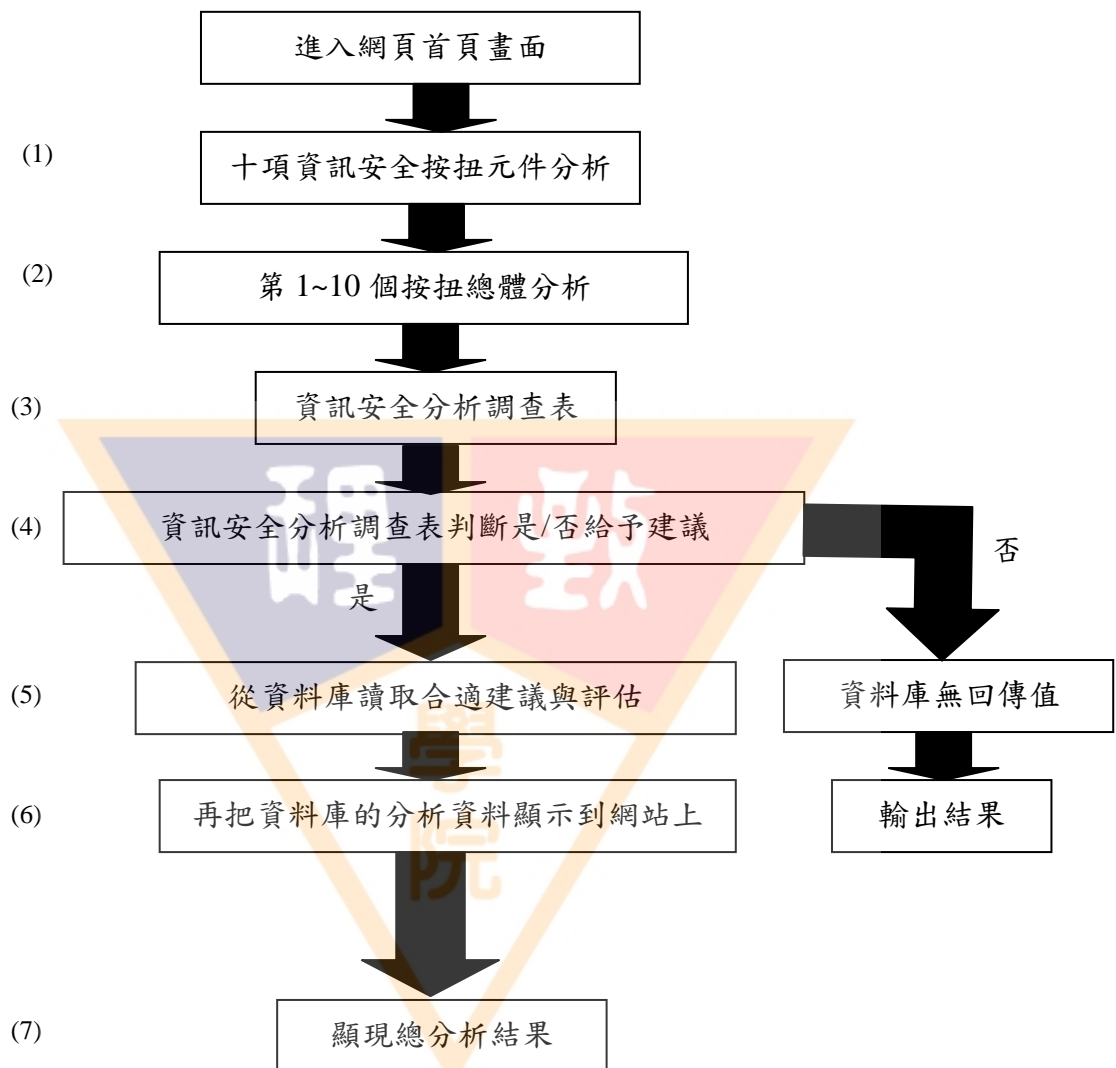 進入網頁首頁畫面
(1)
十項資訊安全按扭元件分析
(2)
第 1~10 個按扭總體分析
(3)
資訊安全分析調查表
(4)
資訊安全分析調查表判斷是/否給予建議
否
是
(5)
從資料庫讀取合適建議與評估
資料庫無回傳值
(6)
再把資料庫的分析資料顯示到網站上
輸出結果
(7)
顯現總分析結果
理
致
學
院